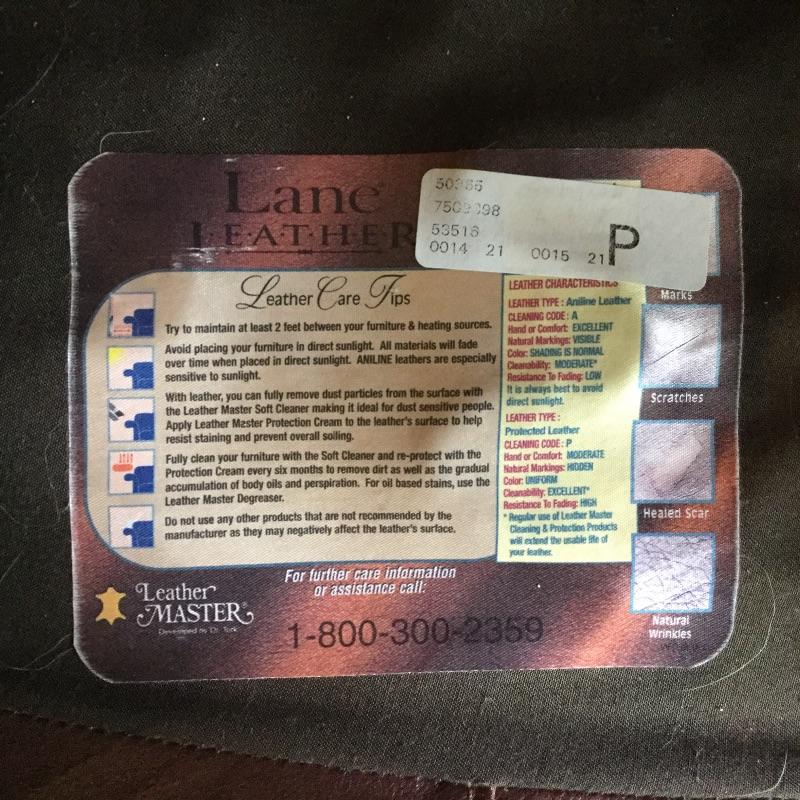 Lane
LEATHER
7502 98
53516
0014 21 0015 21
P
Leather Care Tips
Try to maintain at least 2 feet between your furniture & heating sources.
Avoid placing your furniture in direct sunlight. All materials will fade
over time when placed in direct sunlight. ANILINE leathers are especially
sensitive to sunlight.
With leather, you can fully remove dust particles from the surface with
the Leather Master Soft Cleaner making it ideal for dust sensitive people.
Apply Leather Master Protection Cream to the leather's surface to help
resist staining and prevent overall soiling.
Fully clean your furniture with the Soft Cleaner and re-protect with the
Protection Cream every six months to remove dirt as well as the gradual
accumulation of body oils and perspiration. For oil based stains, use the
Leather Master Degreaser.
Do not use any other products that are not recommended by the
manufacturer as they may negatively affect the leather's surface.
LEATHER CHARACTERISTICS
LEATHER TYPE : Aniline Leather
CLEANING CODE : A
Hand or Comfort: EXCELLENT
Natural Markings: VISIBLE
Color: SHADING IS NORMAL
Cleanability: MODERATE*
Resistance To Fading: LOW
It is always best to avoid
direct sunlight.
LEATHER TYPE :
Protected Leather
CLEANING CODE : P
Hand or Comfort: MODERATE
Natural Markings: HIDDEN
Color: UNIFORM
Cleanability: EXCELLENT*
Resistance To Fading: HIGH
* Regular use of Leather Master
Cleaning & Protection Products
will extend the usable life of
your leather.
Marks
Scratches
Healed Scar
Natural
Wrinkles
Leather
MASTER®
Developed by Dr. Tork
For further care information
or assistance call:
1-800-300-2359